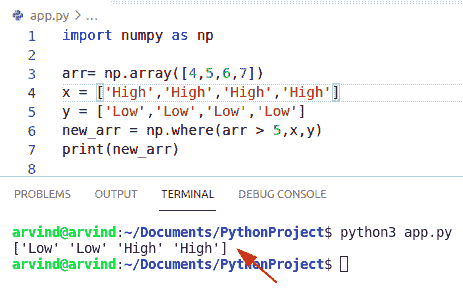 app.py > ...
1 import numpy as np
2
3 arr= np.array([4,5,6,7])
4 x = ['High','High','High','High']
5 y = ['Low','Low','Low','Low']
6 new_arr = np.where(arr > 5,x,y)
7 print(new_arr)
8
PROBLEMS OUTPUT TERMINAL DEBUG CONSOLE
arvind@arvind:~/Documents/PythonProject$ python3 app.py
['Low' 'Low' 'High' 'High']
arvind@arvind:~/Documents/PythonProject$